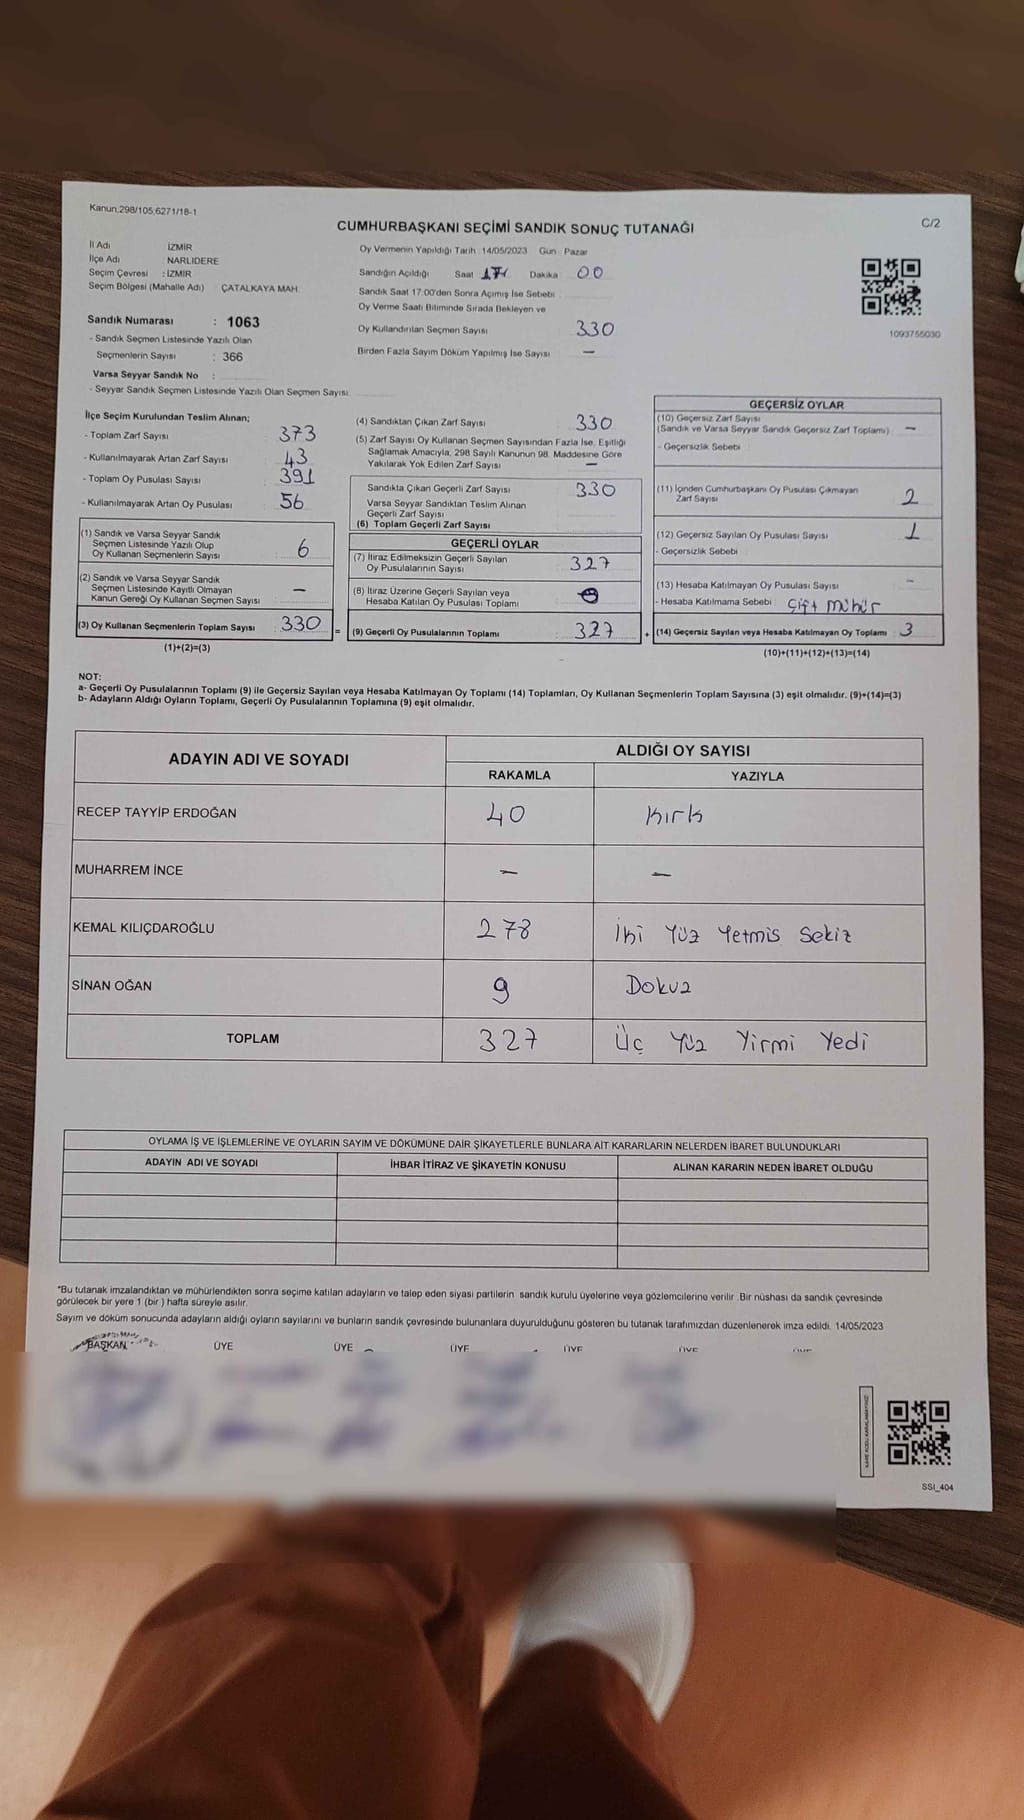 Kanun,298/105,6271/18-1
C/2
CUMHURBAŞKANI SEÇİMİ SANDIK SONUÇ TUTANAĞI
İl Adı İZMİR
İlçe Adı NARLIDERE
Seçim Çevresi : İZMİR
Seçim Bölgesi (Mahalle Adı) : ÇATALKAYA MAH
Sandık Numarası : 1063
- Sandık Seçmen Listesinde Yazılı Olan
Seçmenlerin Sayısı : 366
Varsa Seyyar Sandık No :
- Seyyar Sandık Seçmen Listesinde Yazılı Olan Seçmen Sayısı
Oy Vermenin Yapıldığı Tarih 14/05/2023 Gün : Pazar
Sandığın Açıldığı Saat 17 Dakika : 00
Sandık Saat 17:00'den Sonra Açımış İse Sebebi
Oy Verme Saati Bitiminde Sırada Bekleyen ve
Oy Kullandırılan Seçmen Sayısı 330
Birden Fazla Sayım Döküm Yapılmış İse Sayısı –
1093755030
İlçe Seçim Kurulundan Teslim Alınan;
- Toplam Zarf Sayısı 373
- Kullanılmayarak Artan Zarf Sayısı 43
- Toplam Oy Pusulası Sayısı 391
- Kullanılmayarak Artan Oy Pusulası 56
(1) Sandık ve Varsa Seyyar Sandık
Seçmen Listesinde Yazılı Olup
Oy Kullanan Seçmenlerin Sayısı 6
(2) Sandık ve Varsa Seyyar Sandık
Seçmen Listesinde Kayıtlı Olmayan
Kanun Gereği Oy Kullanan Seçmen Sayısı –
(3) Oy Kullanan Seçmenlerin Toplam Sayısı 330 =
(1)+(2)=(3)
(4) Sandıktan Çıkan Zarf Sayısı 330
(5) Zarf Sayısı Oy Kullanan Seçmen Sayısından Fazla İse, Eşitliği
Sağlamak Amacıyla, 298 Sayılı Kanunun 98. Maddesine Göre
Yakılarak Yok Edilen Zarf Sayısı –
Sandıkta Çıkan Geçerli Zarf Sayısı 330
Varsa Seyyar Sandıktan Teslim Alınan
Geçerli Zarf Sayısı
(6) Toplam Geçerli Zarf Sayısı
GEÇERLİ OYLAR
(7) İtiraz Edilmeksizin Geçerli Sayılan
Oy Pusulalarının Sayısı 327
(8) İtiraz Üzerine Geçerli Sayılan veya
Hesaba Katılan Oy Pusulası Toplamı
(9) Geçerli Oy Pusulalarının Toplamı 327 +
GEÇERSİZ OYLAR
(10) Geçersiz Zarf Sayısı
(Sandık ve Varsa Seyyar Sandık Geçersiz Zarf Toplamı) –
- Geçersizlik Sebebi
(11) İçinden Cumhurbaşkanı Oy Pusulası Çıkmayan
Zarf Sayısı 2
(12) Geçersiz Sayılan Oy Pusulası Sayısı 1
- Geçersizlik Sebebi
(13) Hesaba Katılmayan Oy Pusulası Sayısı –
- Hesaba Katılmama Sebebi Çift mühür
(14) Geçersiz Sayılan veya Hesaba Katılmayan Oy Toplamı 3
(10)+(11)+(12)+(13)=(14)
NOT:
a- Geçerli Oy Pusulalarının Toplamı (9) ile Geçersiz Sayılan veya Hesaba Katılmayan Oy Toplamı (14) Toplamları, Oy Kullanan Seçmenlerin Toplam Sayısına (3) eşit olmalıdır. (9)+(14)=(3)
b- Adayların Aldığı Oyların Toplamı, Geçerli Oy Pusulalarının Toplamına (9) eşit olmalıdır.
ADAYIN ADI VE SOYADI ALDIĞI OY SAYISI
RAKAMLA YAZIYLA
RECEP TAYYİP ERDOĞAN 40 kırk
MUHARREM İNCE – –
KEMAL KILIÇDAROĞLU 278 İki Yüz Yetmis Sekiz
SİNAN OĞAN 9 Dokuz
TOPLAM 327 Üç Yüz Yirmi Yedi
OYLAMA İŞ VE İŞLEMLERİNE VE OYLARIN SAYIM VE DÖKÜMÜNE DAİR ŞİKAYETLERLE BUNLARA AİT KARARLARIN NELERDEN İBARET BULUNDUKLARI
ADAYIN ADI VE SOYADI İHBAR İTİRAZ VE ŞİKAYETİN KONUSU ALINAN KARARIN NEDEN İBARET OLDUĞU
*Bu tutanak imzalandıktan ve mühürlendikten sonra seçime katılan adayların ve talep eden siyasi partilerin sandık kurulu üyelerine veya gözlemcilerine verilir .Bir nüshası da sandık çevresinde
görülecek bir yere 1 (bir ) hafta süreyle asılır.
Sayım ve döküm sonucunda adayların aldığı oyların sayılarını ve bunların sandık çevresinde bulunanlara duyurulduğunu gösteren bu tutanak tarafımızdan düzenlenerek imza edildi. 14/05/2023
BAŞKAN ÜYE ÜYE ÜYE ÜYE ÜYE ÜYE
SSI_404